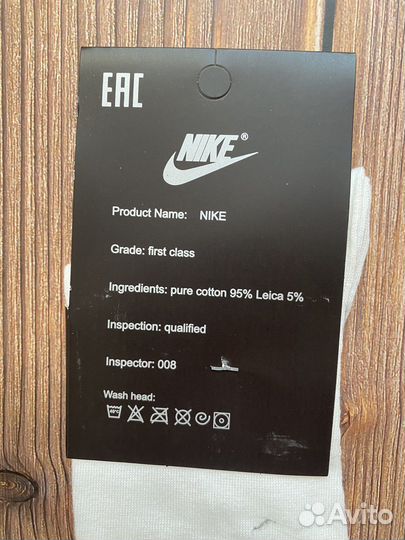 EAC
NIKE®
Product Name: NIKE
Grade: first class
Ingredients: pure cotton 95% Leica 5%
Inspection: qualified
Inspector: 008
Wash head:
40°C
Avito